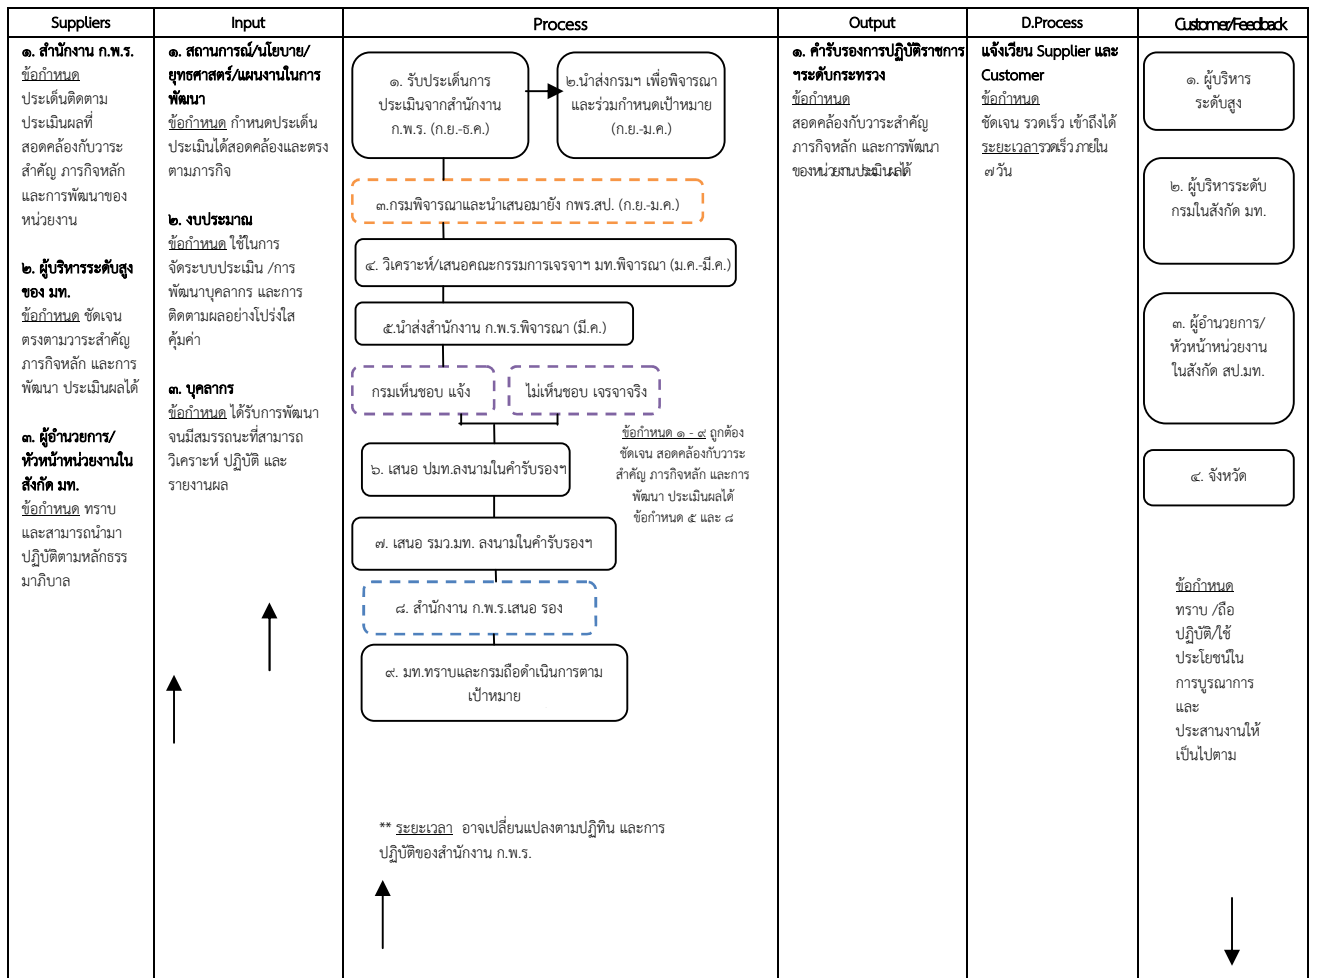 Suppliers
Input
Process
Output
D.Process
Customer/Feedback
๑. สำนักงาน ก.พ.ร.
ข้อกำหนด
ประเด็นติดตาม
ประเมินผลที่
สอดคล้องกับวาระ
สำคัญ ภารกิจหลัก
และการพัฒนาของ
หน่วยงาน
๒. ผู้บริหารระดับสูง
ของ มท.
ข้อกำหนด ชัดเจน
ตรงตามวาระสำคัญ
ภารกิจหลัก และการ
พัฒนา ประเมินผลได้
๓. ผู้อำนวยการ/
หัวหน้าหน่วยงานใน
สังกัด มท.
ข้อกำหนด ทราบ
และสามารถนำมา
ปฏิบัติตามหลักธรร
มาภิบาล
๑. สถานการณ์/นโยบาย/
ยุทธศาสตร์/แผนงานในการ
พัฒนา
ข้อกำหนด กำหนดประเด็น
ประเมินได้สอดคล้องและตรง
ตามภารกิจ
๒. งบประมาณ
ข้อกำหนด ใช้ในการ
จัดระบบประเมิน /การ
พัฒนาบุคลากร และการ
ติดตามผลอย่างโปร่งใส
คุ้มค่า
๓. บุคลากร
ข้อกำหนด ได้รับการพัฒนา
จนมีสมรรถนะที่สามารถ
วิเคราะห์ ปฏิบัติ และ
รายงานผล
๑. รับประเด็นการ
ประเมินจากสำนักงาน
ก.พ.ร. (ก.ย.-ธ.ค.)
๒.นำส่งกรมฯ เพื่อพิจารณา
และร่วมกำหนดเป้าหมาย
(ก.ย.-ม.ค.)
๓.กรมพิจารณาและนำเสนอมายัง กพร.สป. (ก.ย.-ม.ค.)
๔. วิเคราะห์/เสนอคณะกรรมการเจรจาฯ มท.พิจารณา (ม.ค.-มี.ค.)
๕.นำส่งสำนักงาน ก.พ.ร.พิจารณา (มี.ค.)
กรมเห็นชอบ แจ้ง
ไม่เห็นชอบ เจรจาจริง
ข้อกำหนด ๑ - ๙ ถูกต้อง
ชัดเจน สอดคล้องกับวาระ
สำคัญ ภารกิจหลัก และการ
พัฒนา ประเมินผลได้
ข้อกำหนด ๕ และ ๘
๖. เสนอ ปมท.ลงนามในคำรับรองฯ
๗. เสนอ รมว.มท. ลงนามในคำรับรองฯ
๘. สำนักงาน ก.พ.ร.เสนอ รอง
๙. มท.ทราบและกรมถือดำเนินการตาม
เป้าหมาย
** ระยะเวลา อาจเปลี่ยนแปลงตามปฏิทิน และการ
ปฏิบัติของสำนักงาน ก.พ.ร.
๑. คำรับรองการปฏิบัติราชการ
ฯระดับกระทรวง
ข้อกำหนด
สอดคล้องกับวาระสำคัญ
ภารกิจหลัก และการพัฒนา
ของหน่วยงานประเมินผลได้
แจ้งเวียน Supplier และ
Customer
ข้อกำหนด
ชัดเจน รวดเร็ว เข้าถึงได้
ระยะเวลารวดเร็ว ภายใน
๗ วัน
๑. ผู้บริหาร
ระดับสูง
๒. ผู้บริหารระดับ
กรมในสังกัด มท.
๓. ผู้อำนวยการ/
หัวหน้าหน่วยงาน
ในสังกัด สป.มท.
๔. จังหวัด
ข้อกำหนด
ทราบ /ถือ
ปฏิบัติ/ใช้
ประโยชน์ใน
การบูรณาการ
และ
ประสานงานให้
เป็นไปตาม